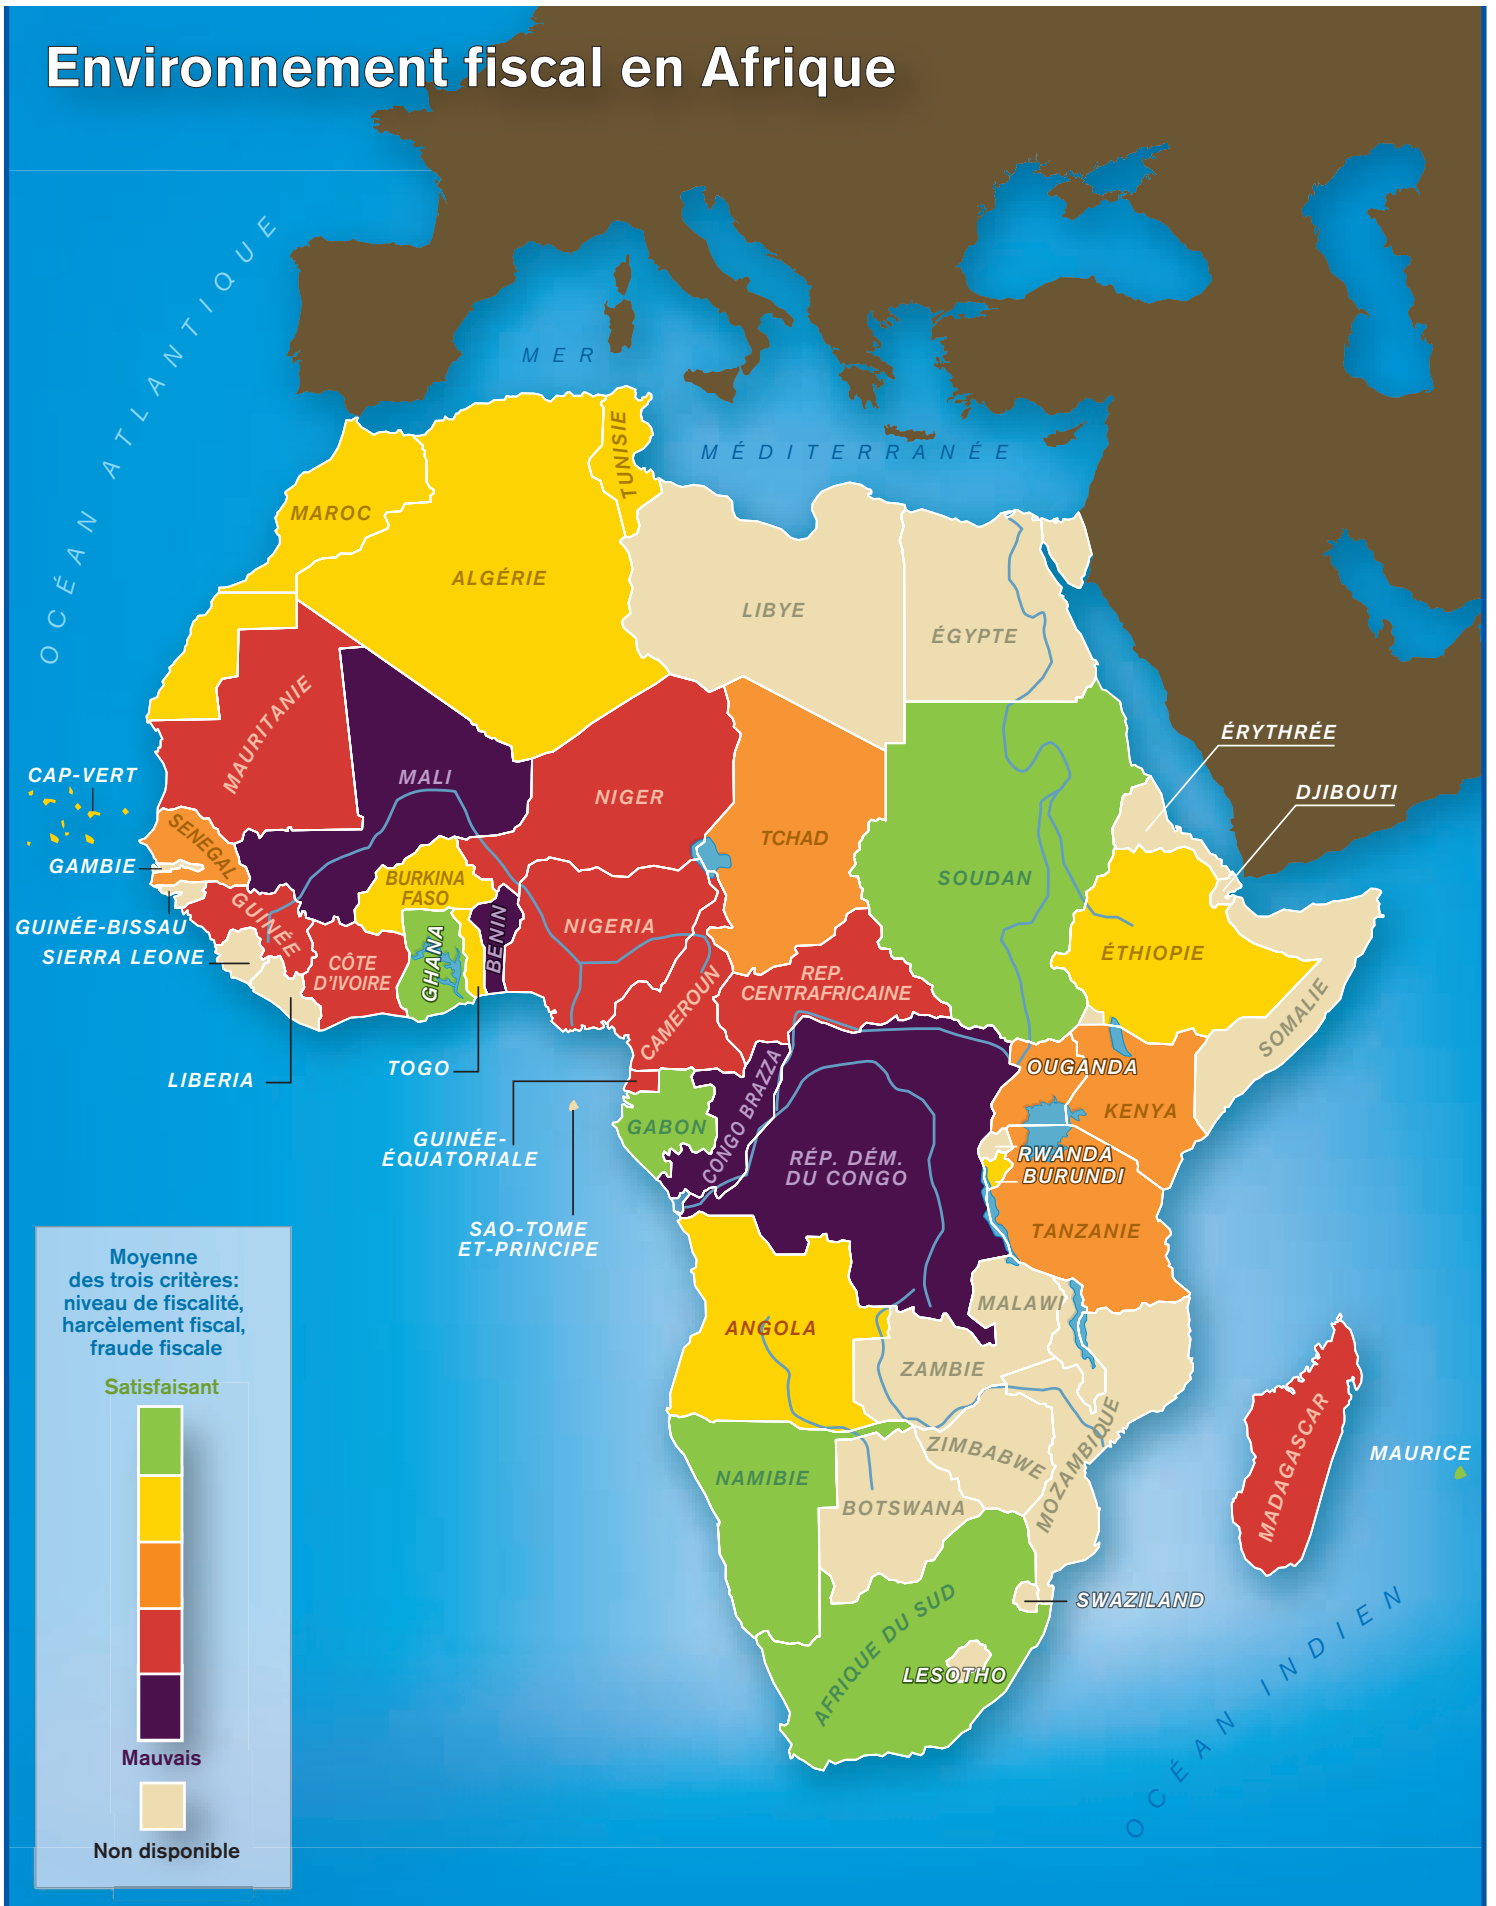 Environnement fiscal en Afrique
OCÉAN ATLANTIQUE
MER
MÉDITERRANÉE
TUNISIE
MAROC
ALGÉRIE
LIBYE
ÉGYPTE
MAURITANIE
MALI
NIGER
TCHAD
SOUDAN
ÉRYTHRÉE
DJIBOUTI
CAP-VERT
SENEGAL
GAMBIE
BURKINA
FASO
GUINÉE
GUINÉE-BISSAU
SIERRA LEONE
CÔTE
D'IVOIRE
GHANA
BENIN
NIGERIA
CAMEROUN
REP.
CENTRAFRICAINE
ÉTHIOPIE
SOMALIE
LIBERIA
TOGO
OUGANDA
KENYA
GUINÉE-
ÉQUATORIALE
GABON
CONGO BRAZZA
RÉP. DÉM.
DU CONGO
RWANDA
BURUNDI
TANZANIE
SAO-TOME
ET-PRINCIPE
ANGOLA
MALAWI
ZAMBIE
MOZAMBIQUE
ZIMBABWE
NAMIBIE
BOTSWANA
MADAGASCAR
MAURICE
SWAZILAND
AFRIQUE DU SUD
LESOTHO
OCÉAN INDIEN
Moyenne
des trois critères:
niveau de fiscalité,
harcèlement fiscal,
fraude fiscale
Satisfaisant
Mauvais
Non disponible